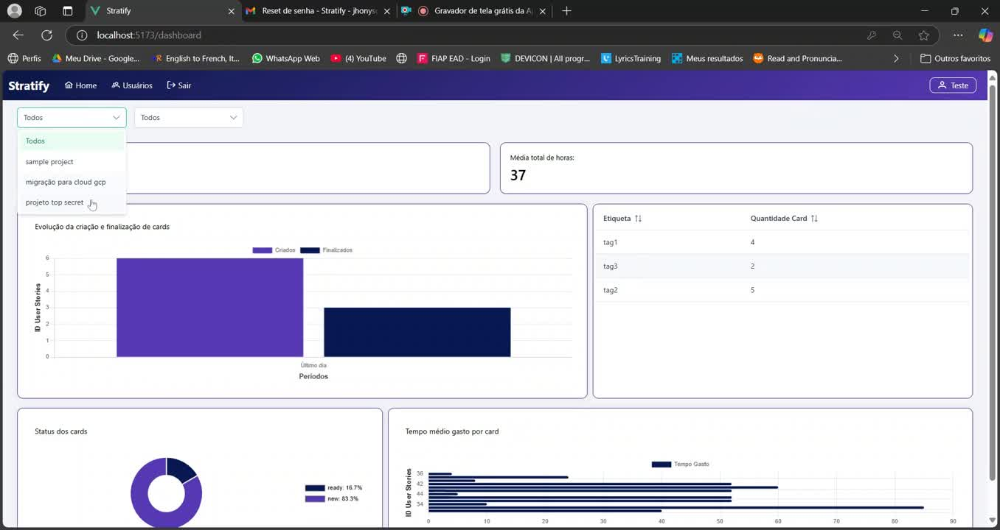 Stratify
Reset de senha - Stratify - jhonys
Gravador de tela grátis da A
localhost:5173/dashboard
Perfis
Meu Drive - Google...
English to French, It...
WhatsApp Web
(4) YouTube
FIAP EAD - Login
DEVICON | All progr...
LyricsTraining
Meus resultados
Read and Pronuncia...
Outros favoritos
Stratify
Home
Usuários
Sair
Teste
Todos
Todos
Todos
sample project
migração para cloud gcp
projeto top secret
Média total de horas:
37
Evolução da criação e finalização de cards
Criados
Finalizados
6
5
4
3
2
1
0
ID User Stories
Último dia
Períodos
Etiqueta
Quantidade Card
tag1 4
tag3 2
tag2 5
Status dos cards
ready: 16.7%
new: 83.3%
Tempo médio gasto por card
Tempo Gasto
ID User Stories
36
42
44
34
0 10 20 30 40 50 60 70 80 90